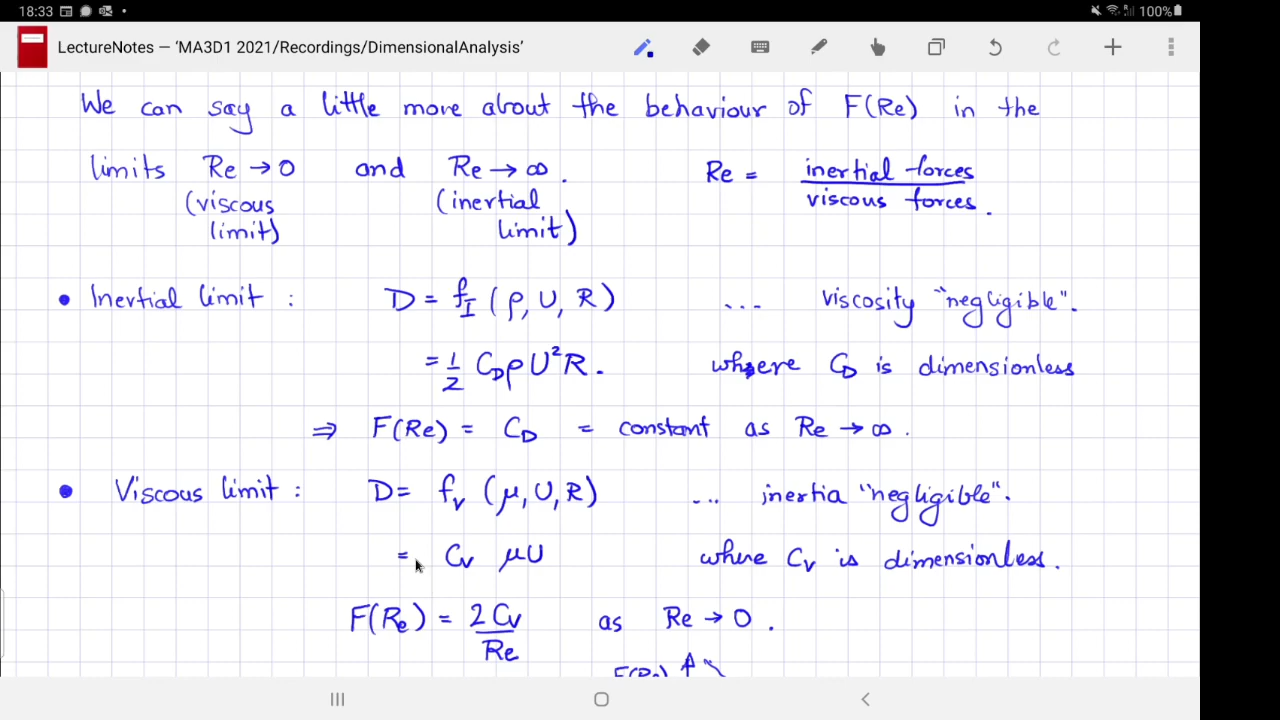 18:33 100%
LectureNotes — ‘MA3D1 2021/Recordings/DimensionalAnalysis’
We can say a little more about the behaviour of F(Re) in the
limits Re → 0 and Re → ∞ . Re = inertial forces / viscous forces .
(viscous limit) (inertial limit)
• Inertial limit : D = f_I (ρ, U, R) ... viscosity "negligible".
= 1/2 C_D ρ U² R . where C_D is dimensionless
⇒ F(Re) = C_D = constant as Re → ∞ .
• Viscous limit : D = f_v (μ, U, R) ... inertia "negligible".
= C_v μU where C_v is dimensionless .
F(Re) = 2 C_v / Re as Re → 0 .
F(Re)